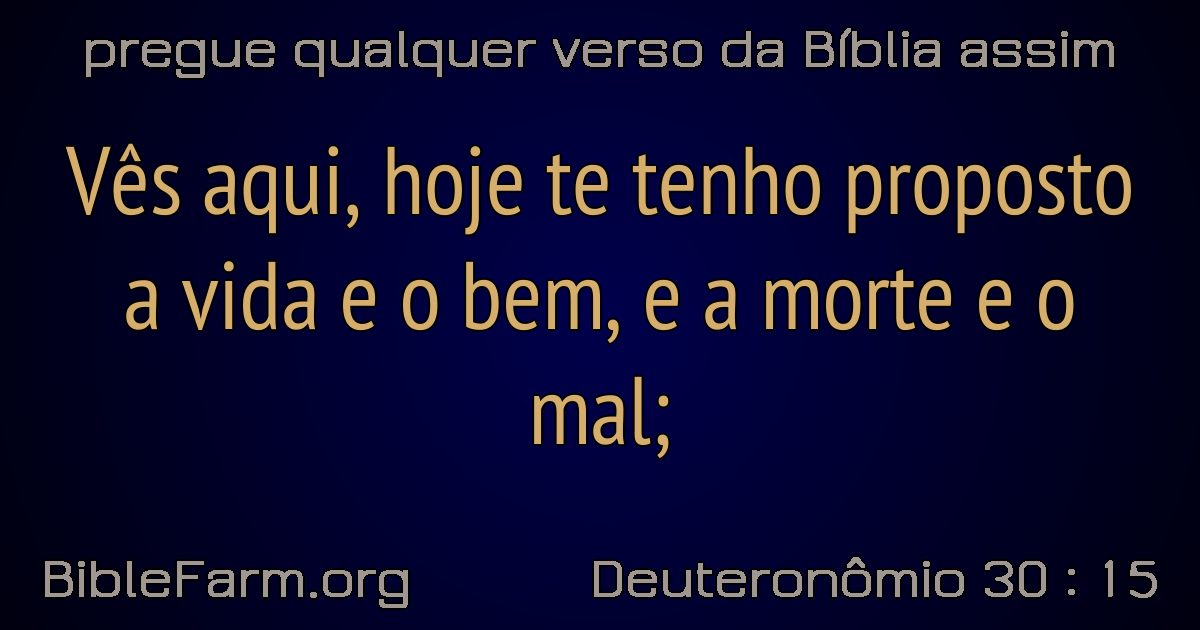 pregue qualquer verso da Bíblia assim
Vês aqui, hoje te tenho proposto
a vida e o bem, e a morte e o
mal;
BibleFarm.org
Deuteronômio 30 : 15